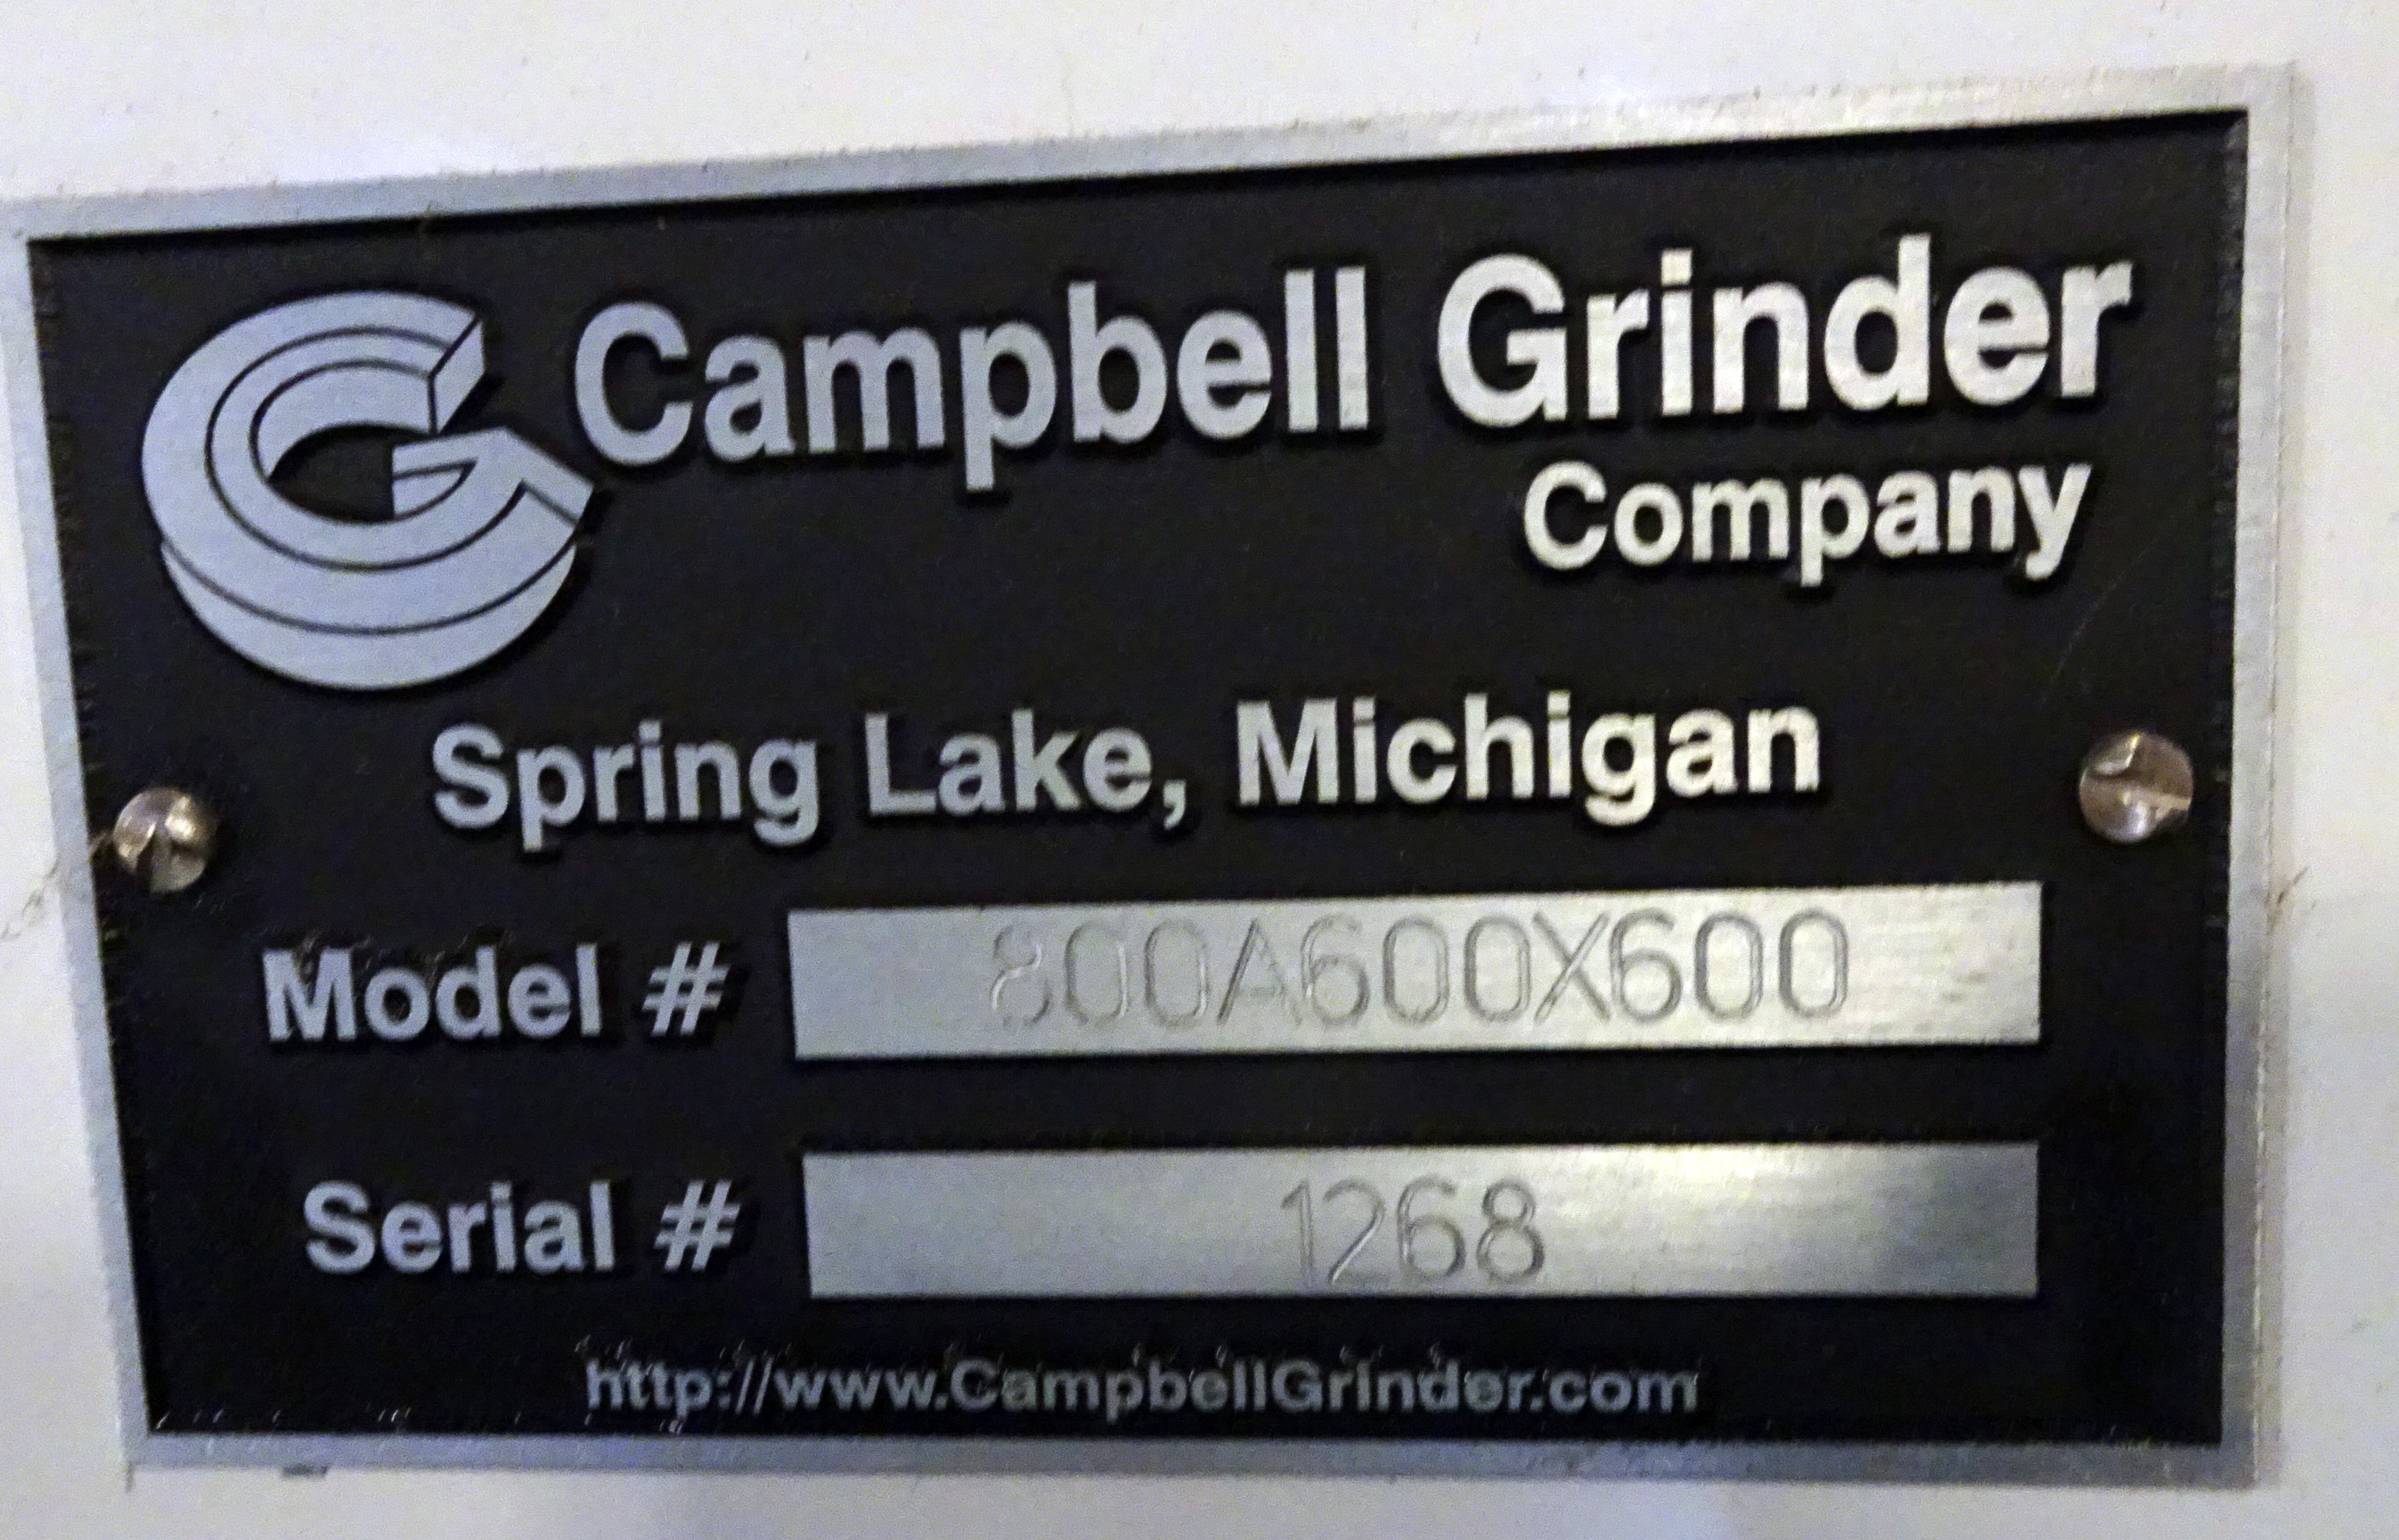 Campbell Grinder
Company
Spring Lake, Michigan
Model # 800A600X600
Serial # 1268
http://www.CampbellGrinder.com